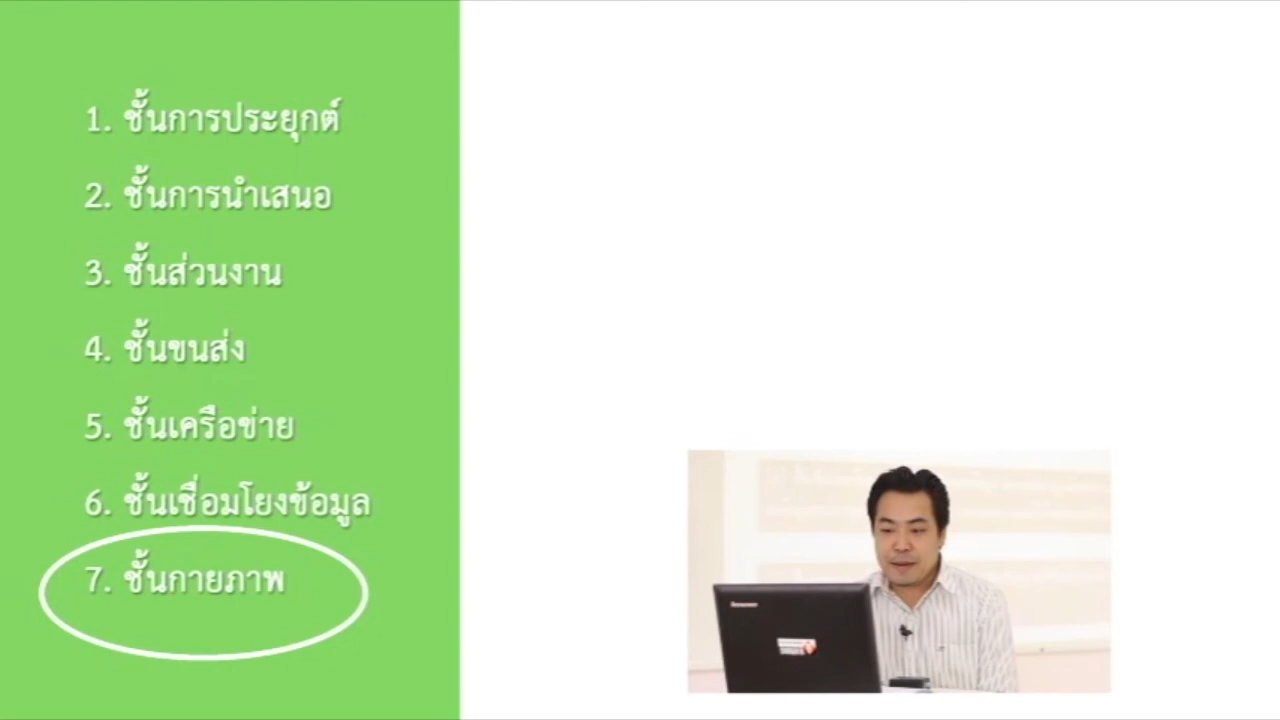 1. ชั้นการประยุกต์
2. ชั้นการนำเสนอ
3. ชั้นส่วนงาน
4. ชั้นขนส่ง
5. ชั้นเครือข่าย
6. ชั้นเชื่อมโยงข้อมูล
7. ชั้นกายภาพ
lenovo